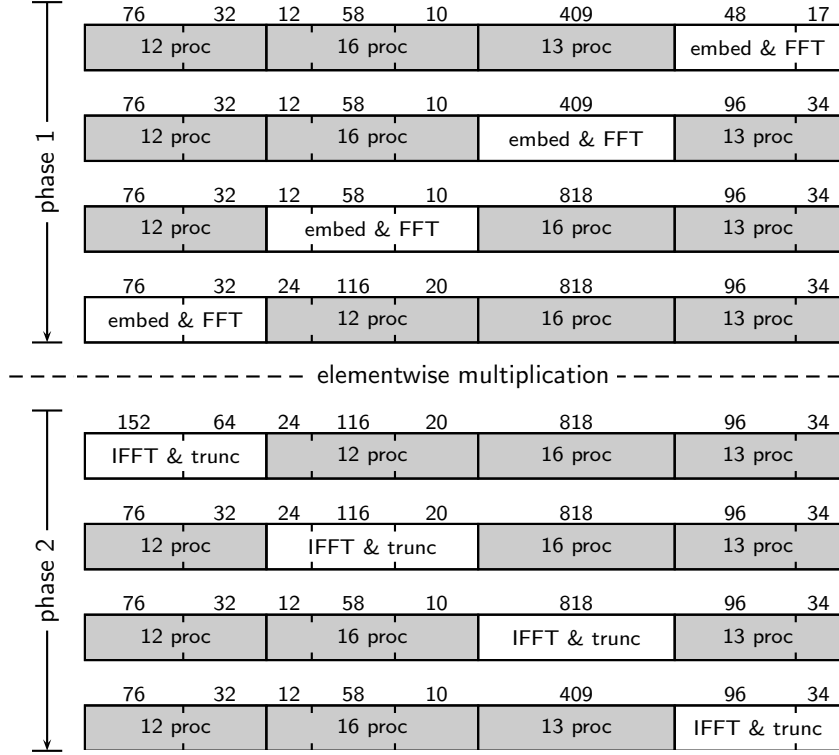 76 32 12 58 10 409 48 17
12 proc 16 proc 13 proc embed & FFT
76 32 12 58 10 409 96 34
12 proc 16 proc embed & FFT 13 proc
phase 1
76 32 12 58 10 818 96 34
12 proc embed & FFT 16 proc 13 proc
76 32 24 116 20 818 96 34
embed & FFT 12 proc 16 proc 13 proc
elementwise multiplication
152 64 24 116 20 818 96 34
IFFT & trunc 12 proc 16 proc 13 proc
76 32 24 116 20 818 96 34
12 proc IFFT & trunc 16 proc 13 proc
phase 2
76 32 12 58 10 818 96 34
12 proc 16 proc IFFT & trunc 13 proc
76 32 12 58 10 409 96 34
12 proc 16 proc 13 proc IFFT & trunc